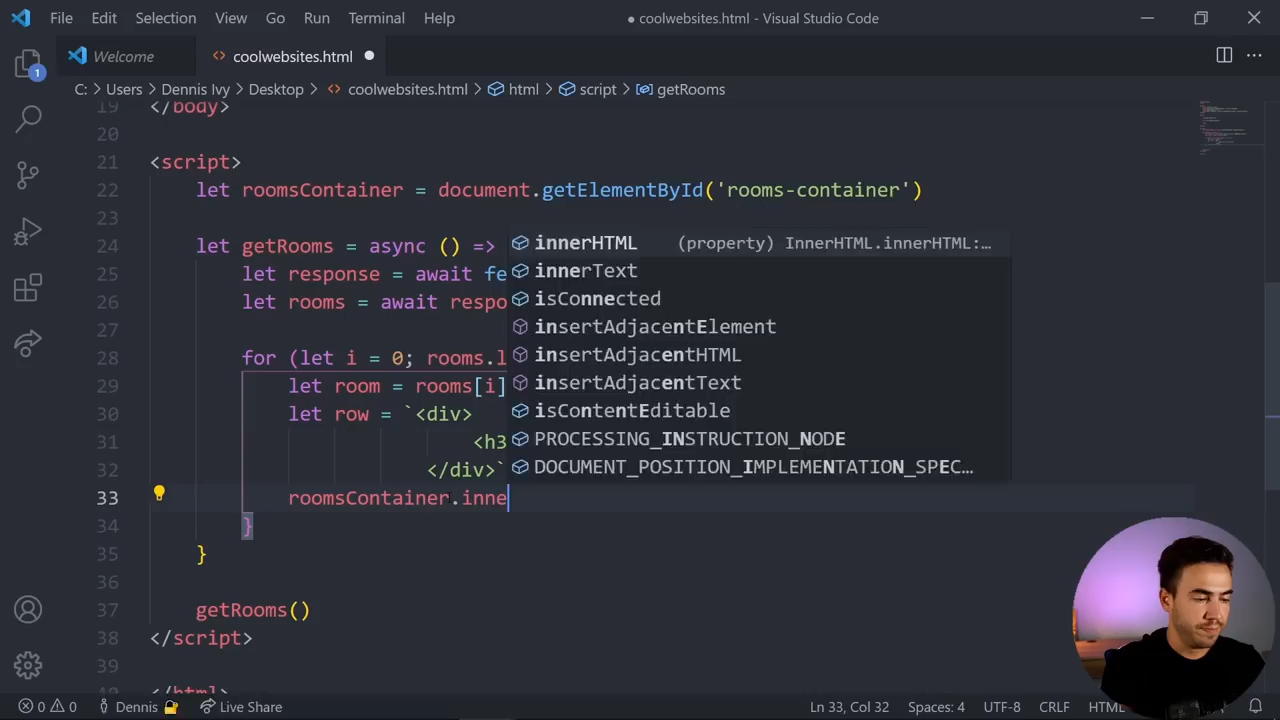 File Edit Selection View Go Run Terminal Help
● coolwebsites.html - Visual Studio Code
1
Welcome
<> coolwebsites.html ●
C: > Users > Dennis Ivy > Desktop > <> coolwebsites.html > html > script > getRooms
19 </body>
20
21 <script>
22 let roomsContainer = document.getElementById('rooms-container')
23
24 let getRooms = async () =>
25 let response = await fe
26 let rooms = await respo
27
28 for (let i = 0; rooms.l
29 let room = rooms[i]
30 let row = `<div>
31 <h3
32 </div>`
33 roomsContainer.inne
34 }
35 }
36
37 getRooms()
38 </script>
39
</html>
innerHTML (property) InnerHTML.innerHTML:…
innerText
isConnected
insertAdjacentElement
insertAdjacentHTML
insertAdjacentText
isContentEditable
PROCESSING_INSTRUCTION_NODE
DOCUMENT_POSITION_IMPLEMENTATION_SPEC…
0 0 Dennis Live Share Ln 33, Col 32 Spaces: 4 UTF-8 CRLF HTML